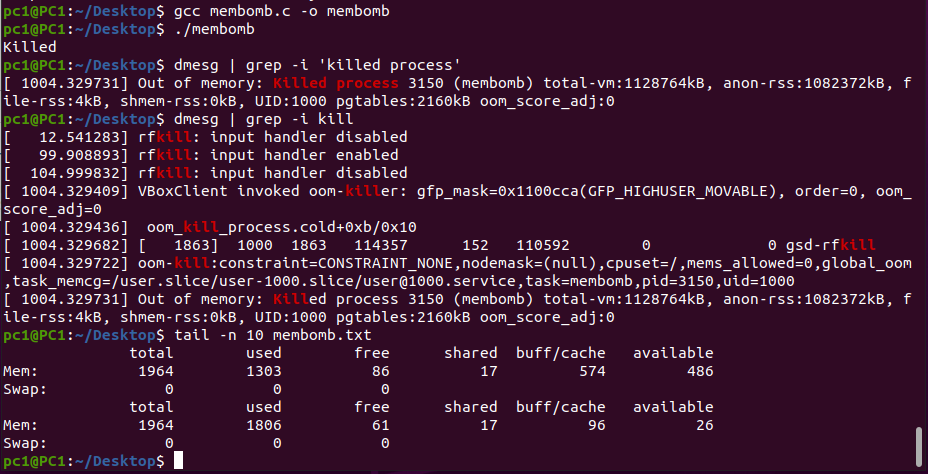 pc1@PC1:~/Desktop$ gcc membomb.c -o membomb
pc1@PC1:~/Desktop$ ./membomb
Killed
pc1@PC1:~/Desktop$ dmesg | grep -i 'killed process'
[ 1004.329731] Out of memory: Killed process 3150 (membomb) total-vm:1128764kB, anon-rss:1082372kB, f
ile-rss:4kB, shmem-rss:0kB, UID:1000 pgtables:2160kB oom_score_adj:0
pc1@PC1:~/Desktop$ dmesg | grep -i kill
[   12.541283] rfkill: input handler disabled
[   99.908893] rfkill: input handler enabled
[  104.999832] rfkill: input handler disabled
[ 1004.329409] VBoxClient invoked oom-killer: gfp_mask=0x1100cca(GFP_HIGHUSER_MOVABLE), order=0, oom_
score_adj=0
[ 1004.329436]  oom_kill_process.cold+0xb/0x10
[ 1004.329682] [   1863]  1000  1863   114357      152   110592        0             0 gsd-rfkill
[ 1004.329722] oom-kill:constraint=CONSTRAINT_NONE,nodemask=(null),cpuset=/,mems_allowed=0,global_oom
,task_memcg=/user.slice/user-1000.slice/user@1000.service,task=membomb,pid=3150,uid=1000
[ 1004.329731] Out of memory: Killed process 3150 (membomb) total-vm:1128764kB, anon-rss:1082372kB, f
ile-rss:4kB, shmem-rss:0kB, UID:1000 pgtables:2160kB oom_score_adj:0
pc1@PC1:~/Desktop$ tail -n 10 membomb.txt
              total        used        free      shared  buff/cache   available
Mem:           1964        1303          86          17         574         486
Swap:             0           0           0
              total        used        free      shared  buff/cache   available
Mem:           1964        1806          61          17          96          26
Swap:             0           0           0
pc1@PC1:~/Desktop$